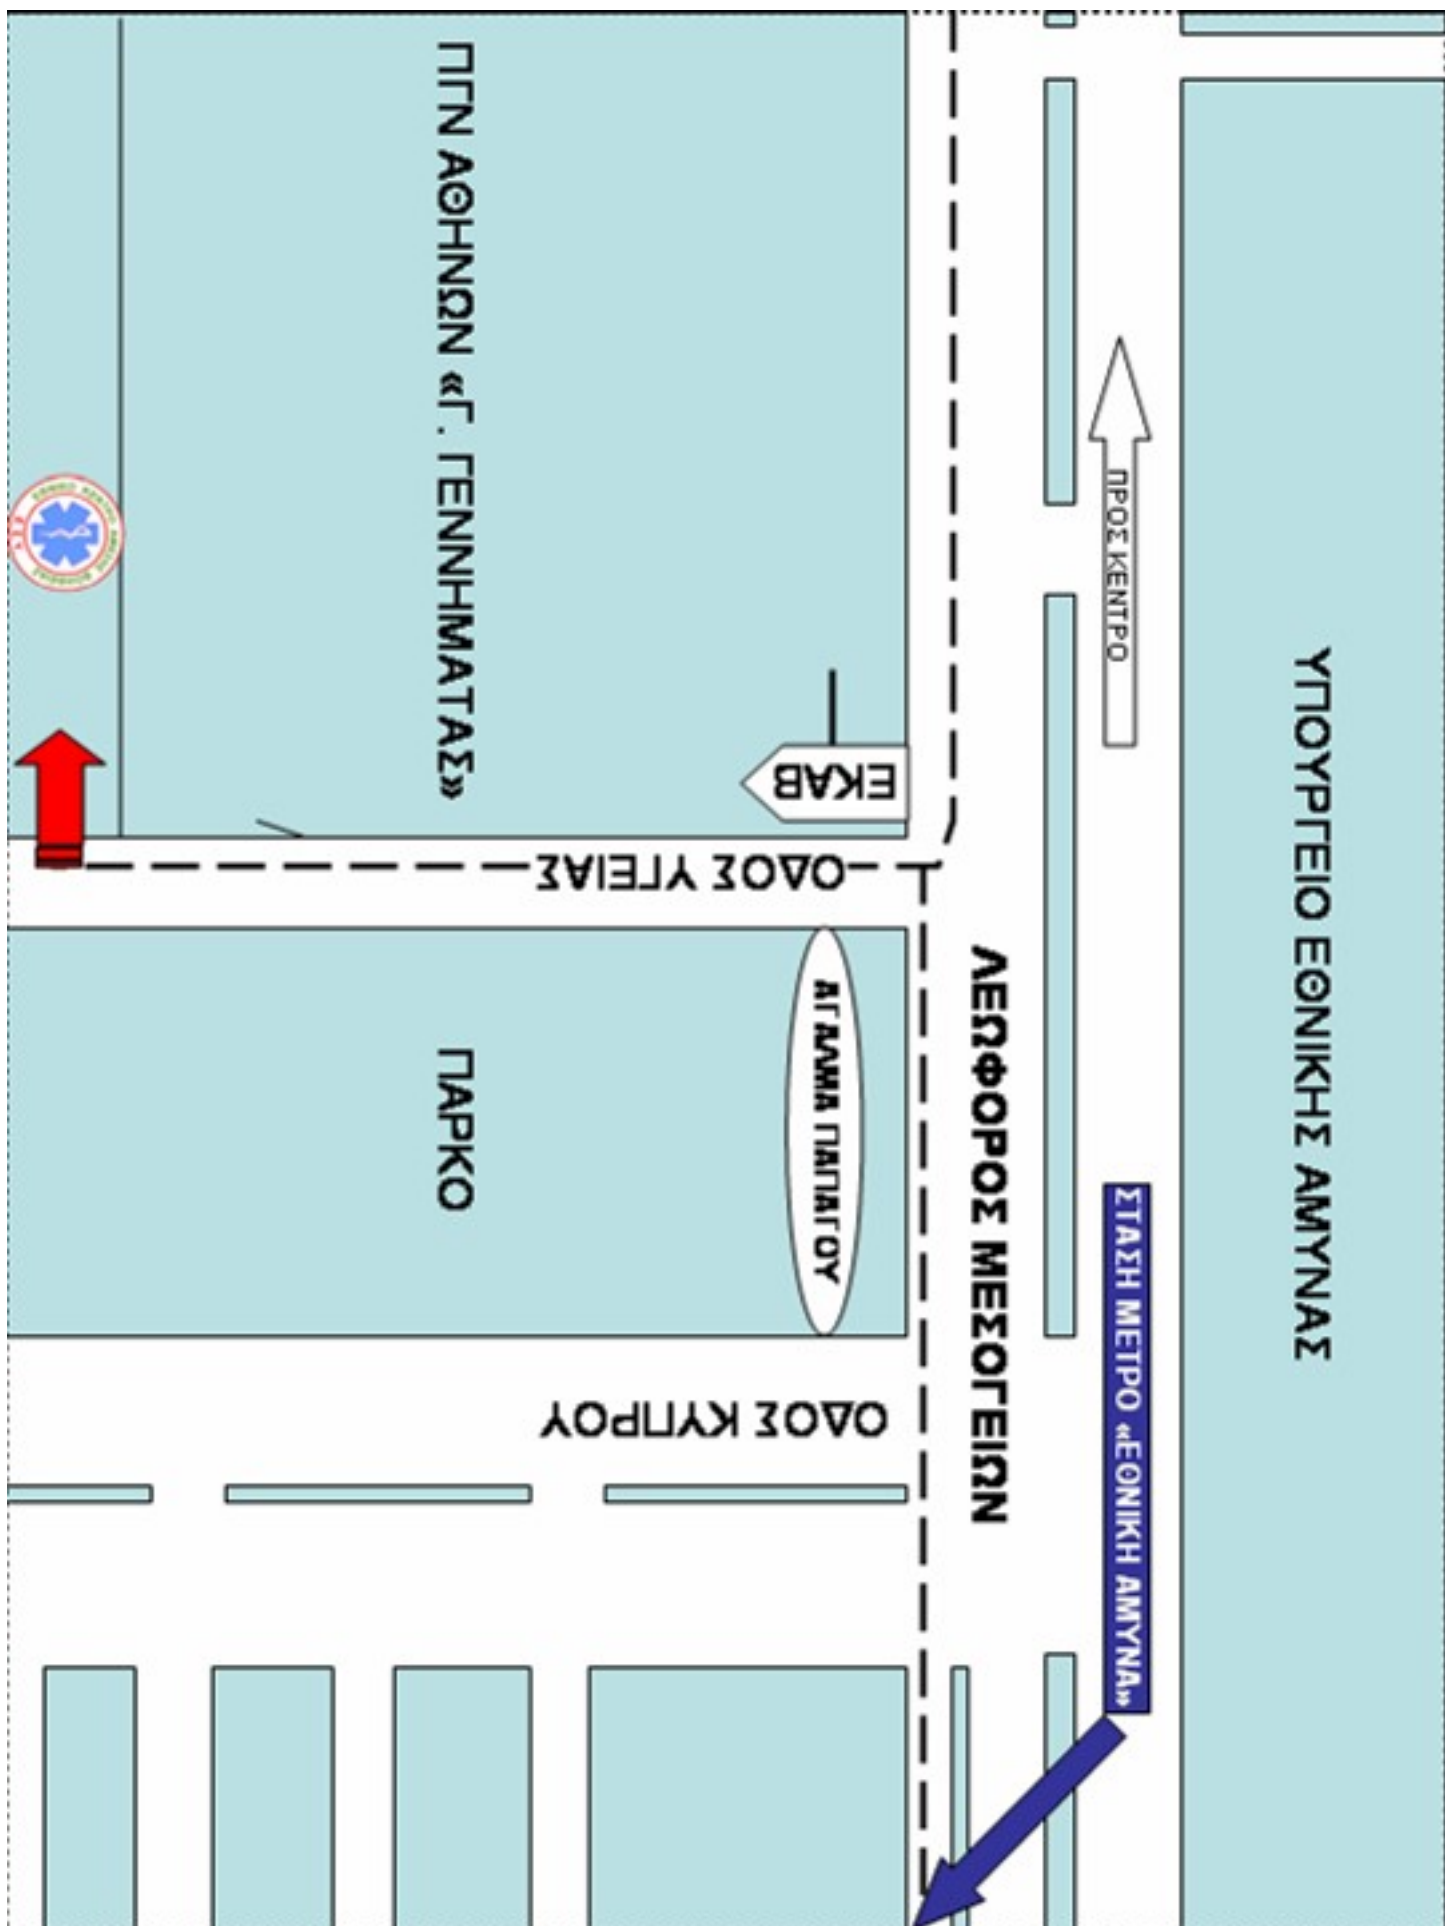 ΠΓΝ ΑΘΗΝΩΝ «Γ. ΓΕΝΝΗΜΑΤΑΣ»
ΠΡΟΣ ΚΕΝΤΡΟ
ΥΠΟΥΡΓΕΙΟ ΕΘΝΙΚΗΣ ΑΜΥΝΑΣ
ΕΚΑΒ
ΟΔΟΣ ΥΓΕΙΑΣ
ΛΕΩΦΟΡΟΣ ΜΕΣΟΓΕΙΩΝ
ΑΓΑΛΜΑ ΠΑΠΑΓΟΥ
ΠΑΡΚΟ
ΣΤΑΣΗ ΜΕΤΡΟ «ΕΘΝΙΚΗ ΑΜΥΝΑ»
ΟΔΟΣ ΚΥΠΡΟΥ